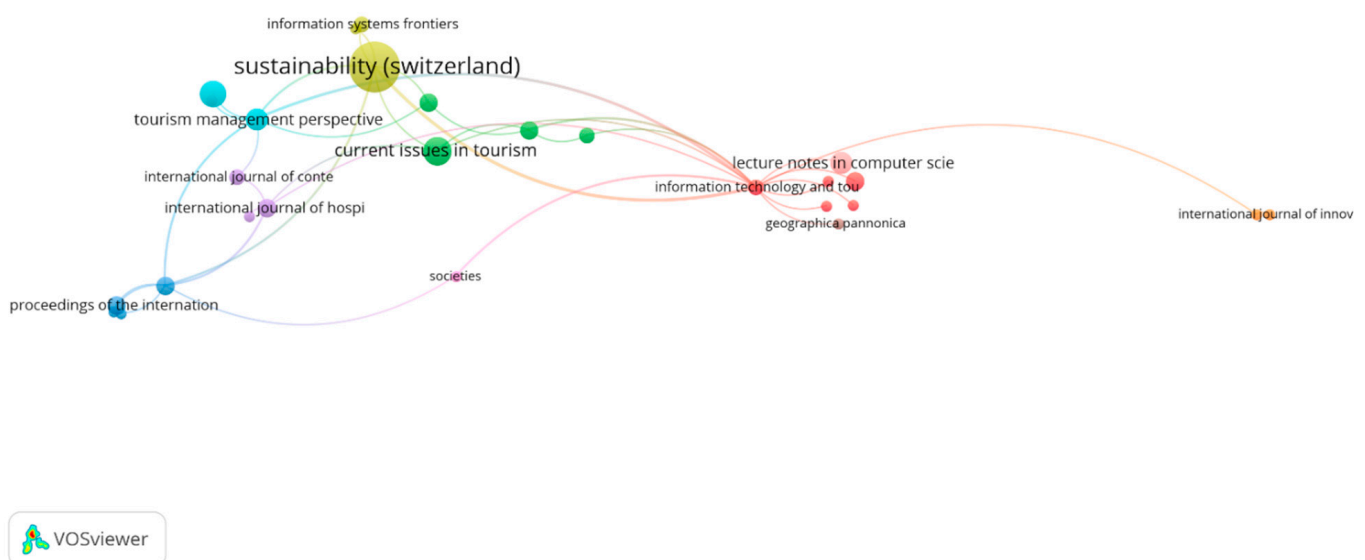 information systems frontiers
sustainability (switzerland)
tourism management perspective
current issues in tourism
lecture notes in computer scie
international journal of conte
information technology and tou
international journal of hospi
international journal of innov
geographica pannonica
societies
proceedings of the internation
VOSviewer